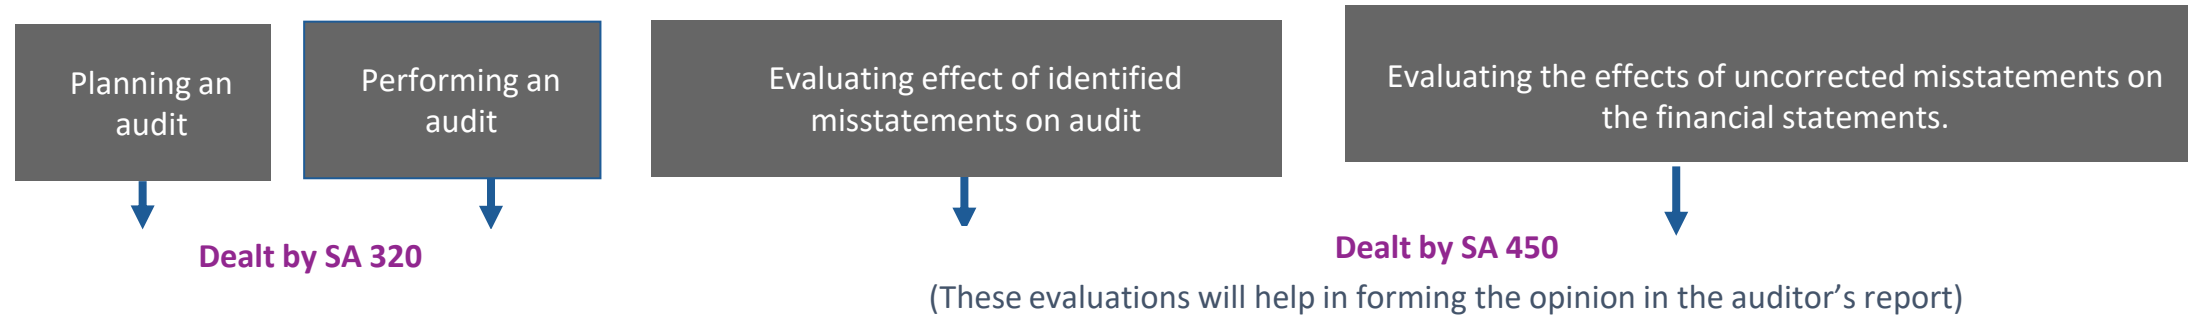 Planning an
audit
Performing an
audit
Evaluating effect of identified
misstatements on audit
Evaluating the effects of uncorrected misstatements on
the financial statements.
Dealt by SA 320
Dealt by SA 450
(These evaluations will help in forming the opinion in the auditor’s report)